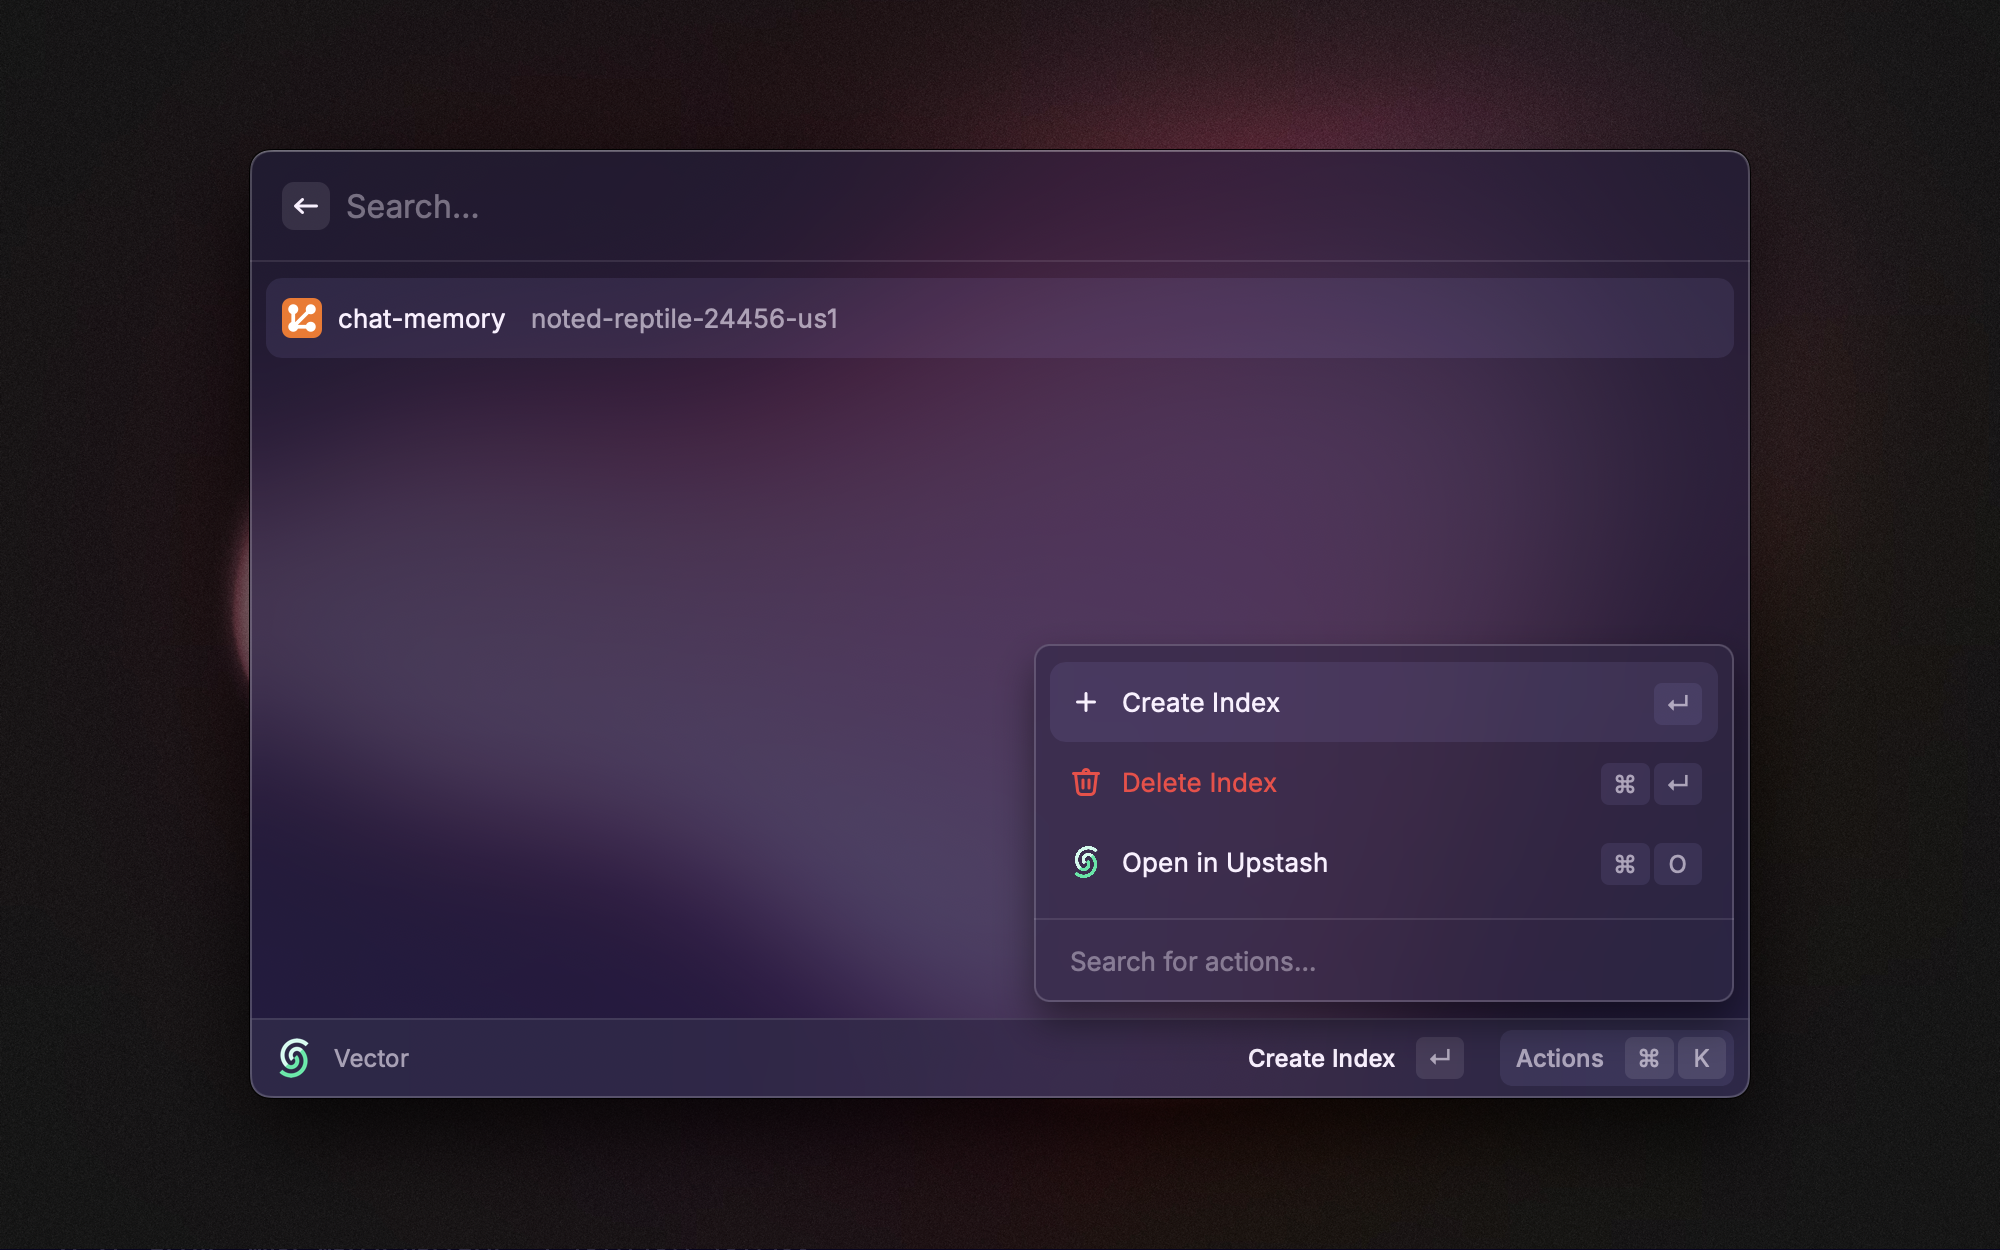 Search...
chat-memory noted-reptile-24456-us1
Create Index ↵
Delete Index ⌘ ↵
Open in Upstash ⌘ O
Search for actions...
Vector Create Index ↵ Actions ⌘ K